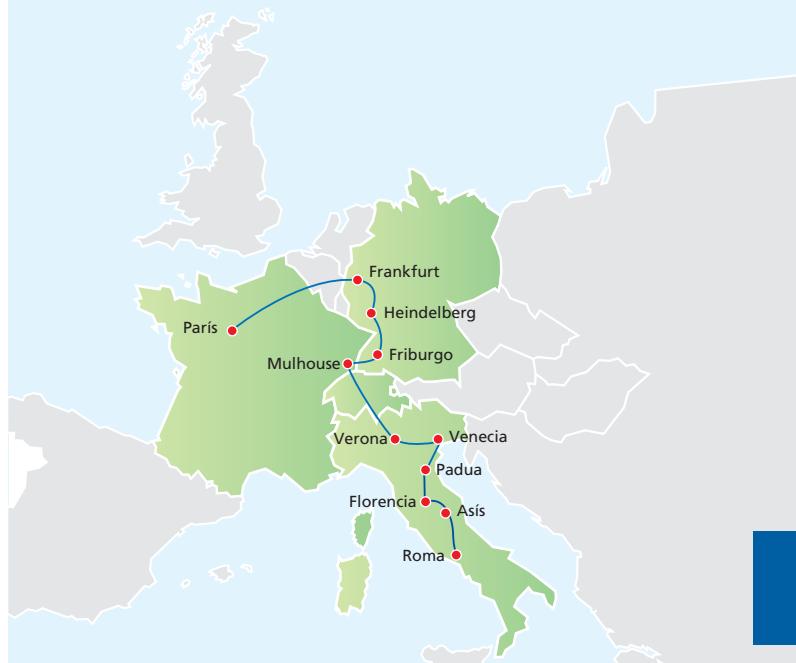 Frankfurt
Heindelberg
París
Friburgo
Mulhouse
Verona
Venecia
Padua
Florencia
Asís
Roma